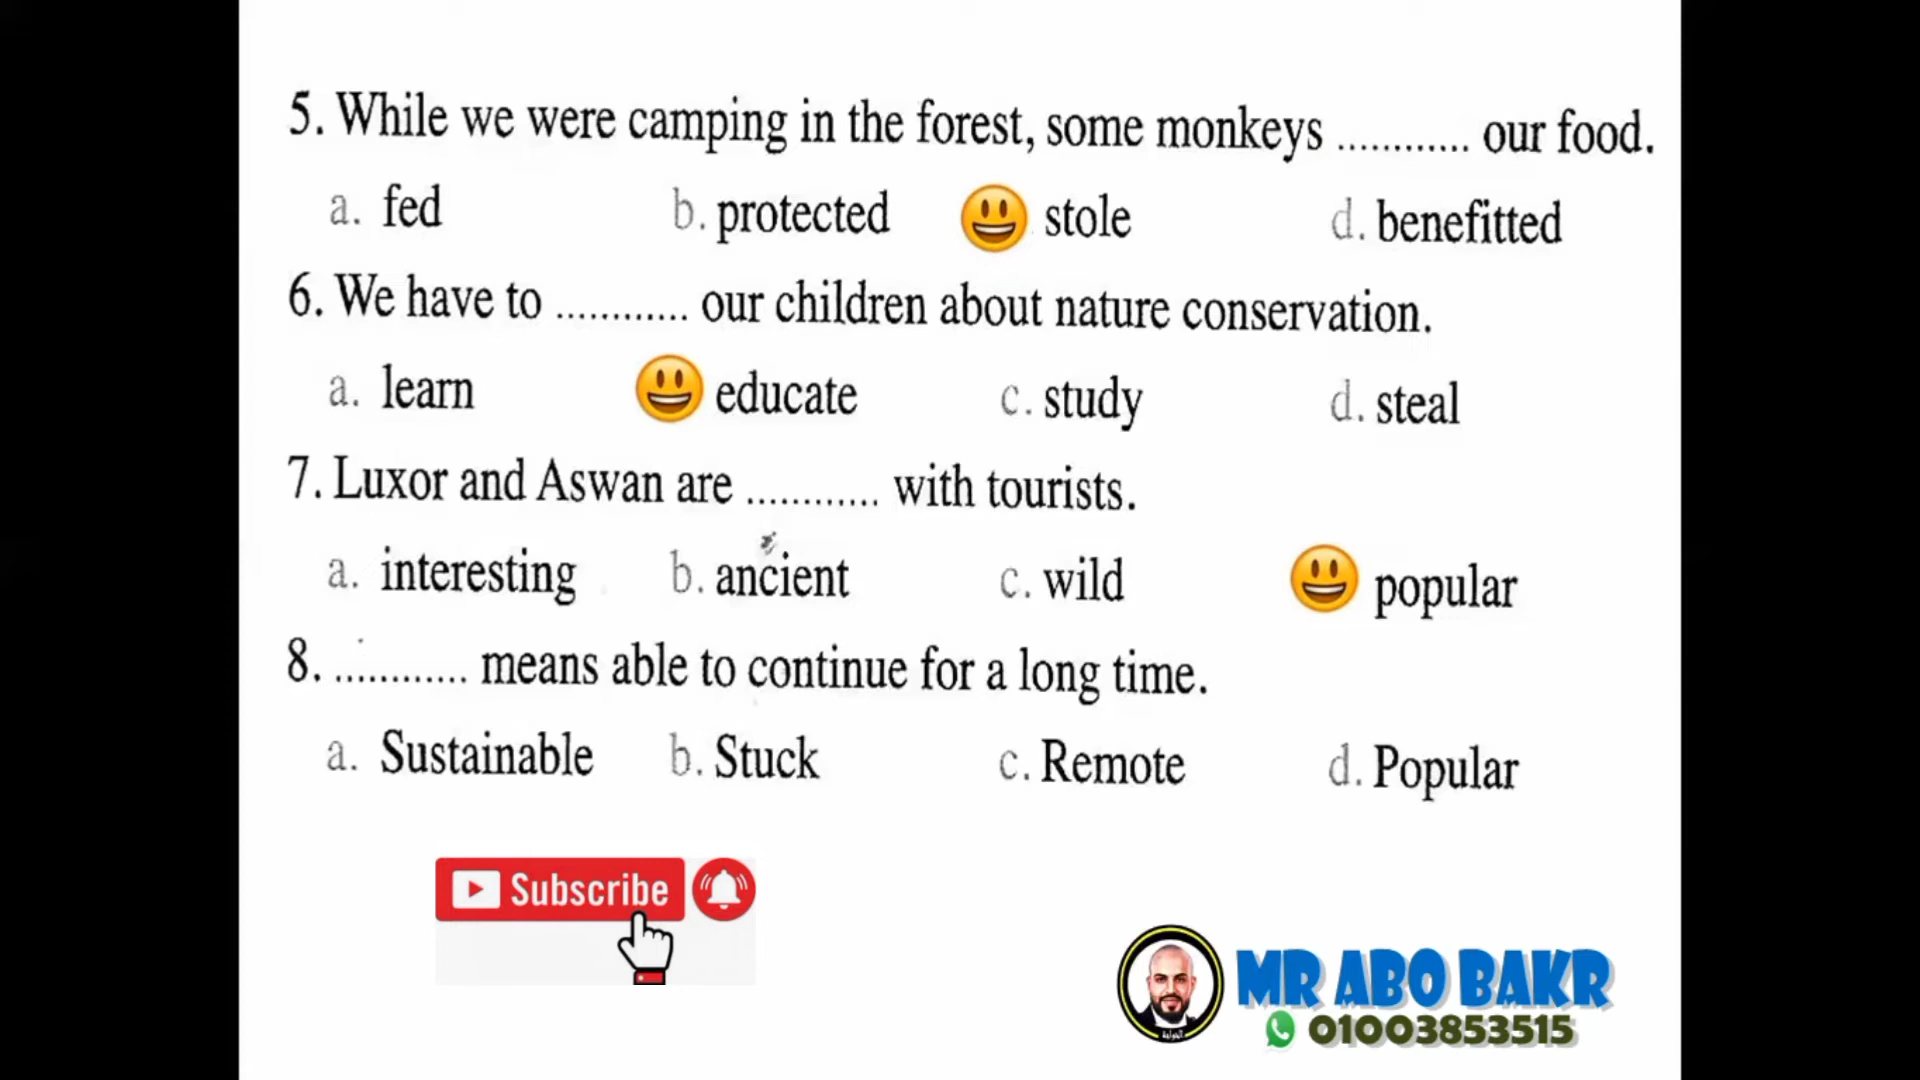 5. While we were camping in the forest, some monkeys ............ our food.
a. fed b. protected stole d. benefitted
6. We have to ............ our children about nature conservation.
a. learn educate c. study d. steal
7. Luxor and Aswan are ............ with tourists.
a. interesting b. ancient c. wild popular
8. ............ means able to continue for a long time.
a. Sustainable b. Stuck c. Remote d. Popular
Subscribe
MR ABO BAKR
01003853515